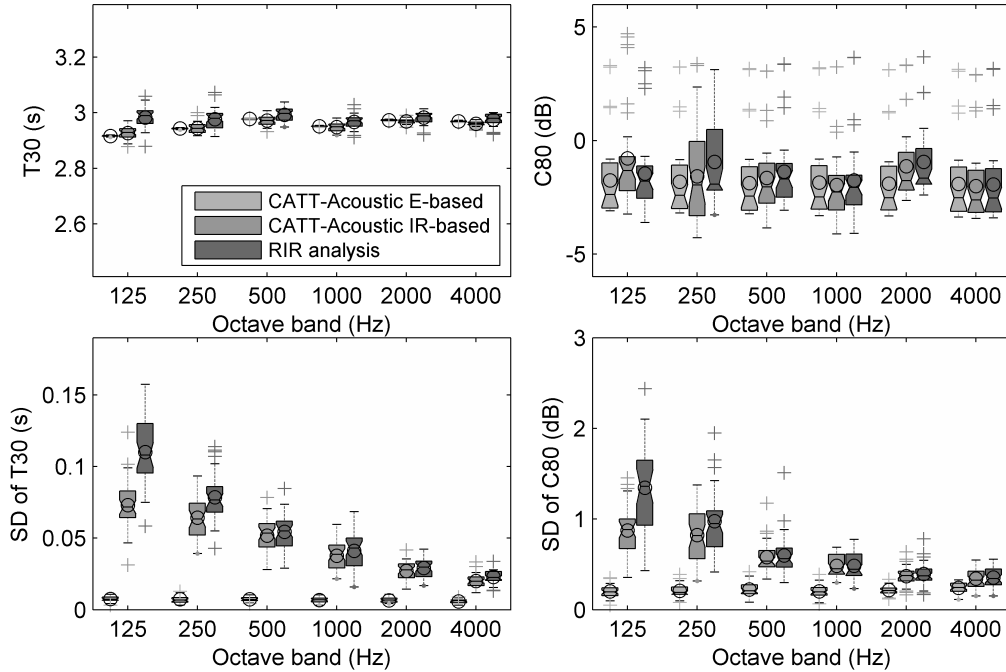 3.2
3
2.8
2.6
T30 (s)
CATT-Acoustic E-based
CATT-Acoustic IR-based
RIR analysis
125 250 500 1000 2000 4000
Octave band (Hz)
5
0
-5
C80 (dB)
125 250 500 1000 2000 4000
Octave band (Hz)
0.15
0.1
0.05
0
SD of T30 (s)
125 250 500 1000 2000 4000
Octave band (Hz)
3
2
1
0
SD of C80 (dB)
125 250 500 1000 2000 4000
Octave band (Hz)